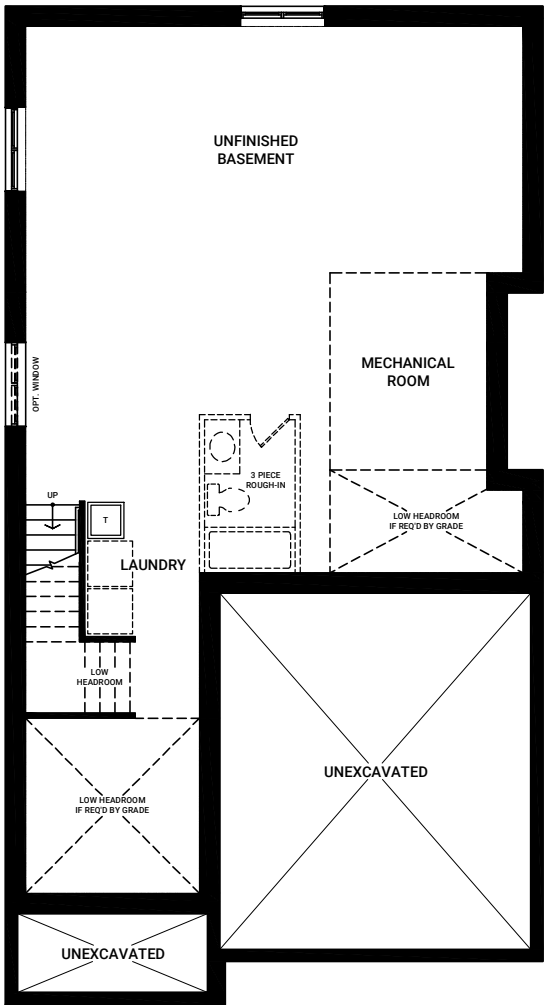 UNFINISHED
BASEMENT
OPT. WINDOW
MECHANICAL
ROOM
3 PIECE
ROUGH-IN
UP
T
LOW HEADROOM
IF REQ'D BY GRADE
LAUNDRY
LOW
HEADROOM
UNEXCAVATED
LOW HEADROOM
IF REQ'D BY GRADE
UNEXCAVATED